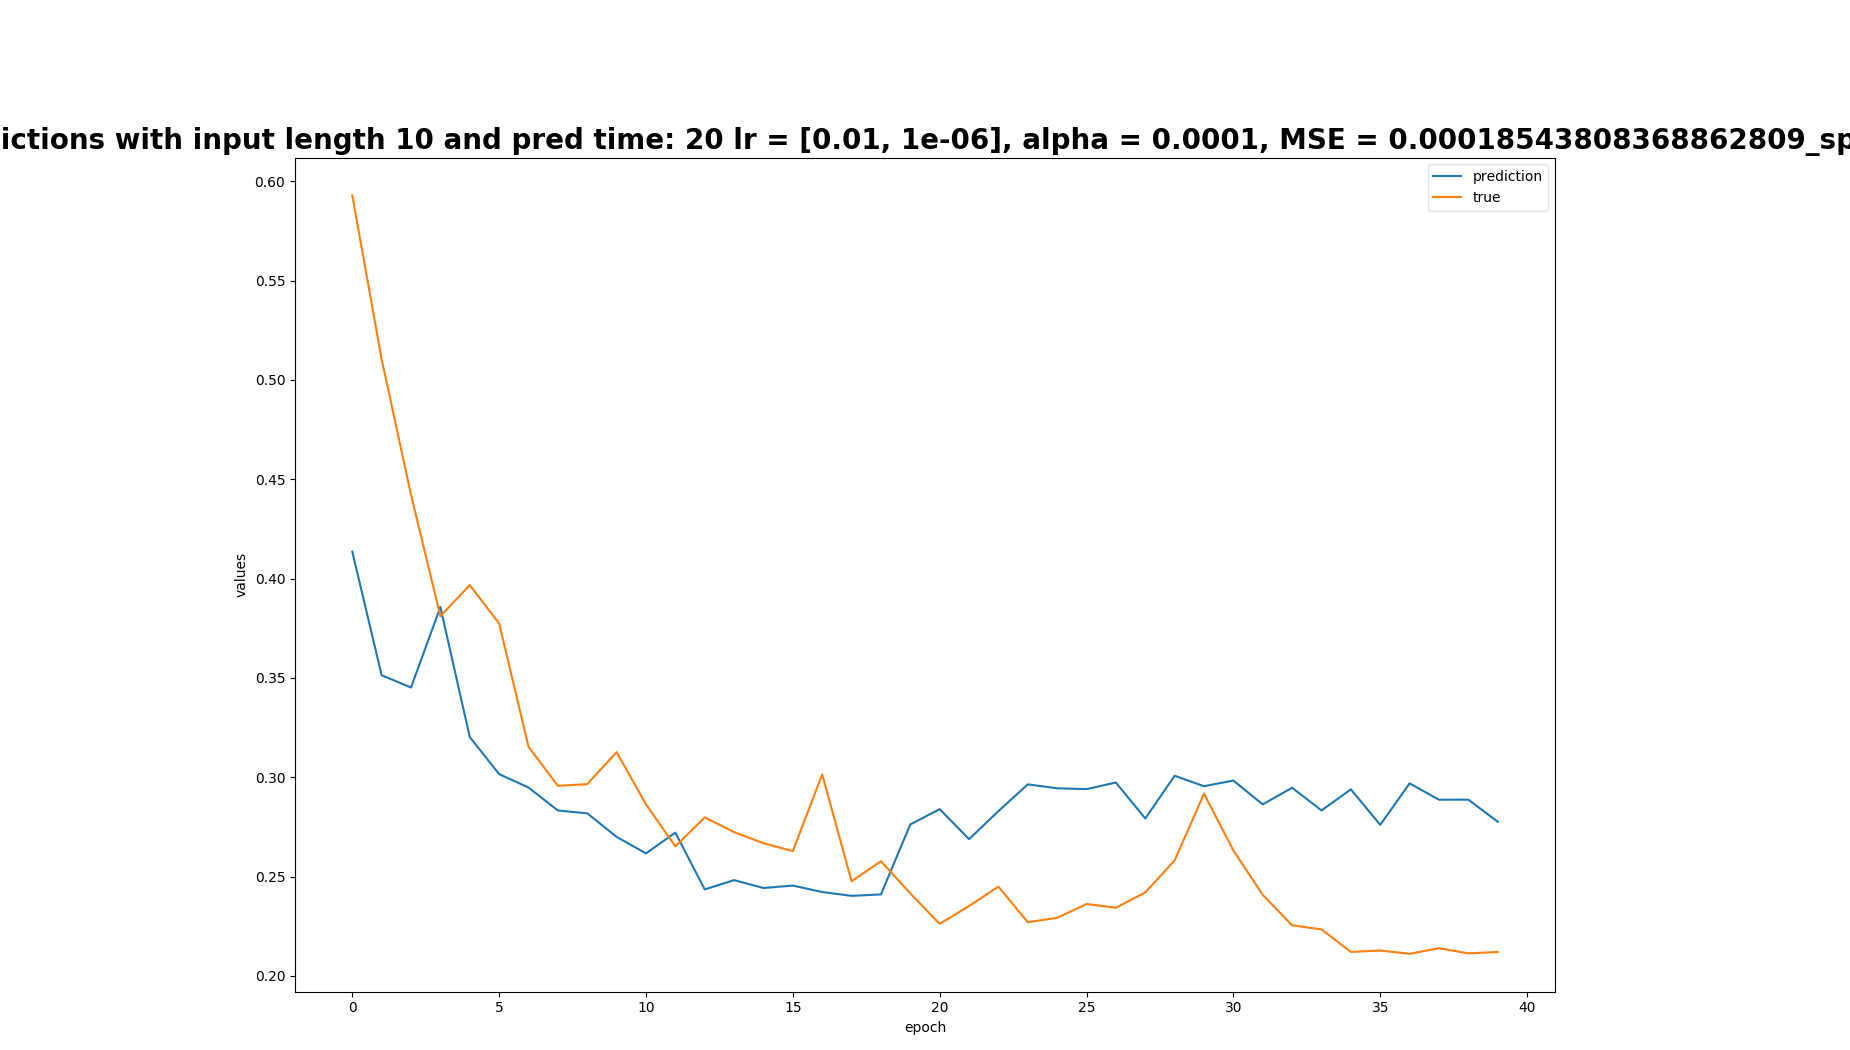 ictions with input length 10 and pred time: 20 lr = [0.01, 1e-06], alpha = 0.0001, MSE = 0.00018543808368862809_sp
prediction
true
0.60
0.55
0.50
0.45
0.40
0.35
0.30
0.25
0.20
values
0 5 10 15 20 25 30 35 40
epoch